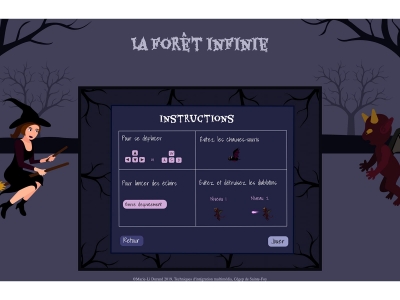 LA FORÊT INFINIE
INSTRUCTIONS
Pour se déplacer
Évitez les chauves-souris
ou
Pour lancer des éclairs
Évitez et détruisez les diablotins
Barre d'espacement
Niveau 1
Niveau 2
Retour
Jouer